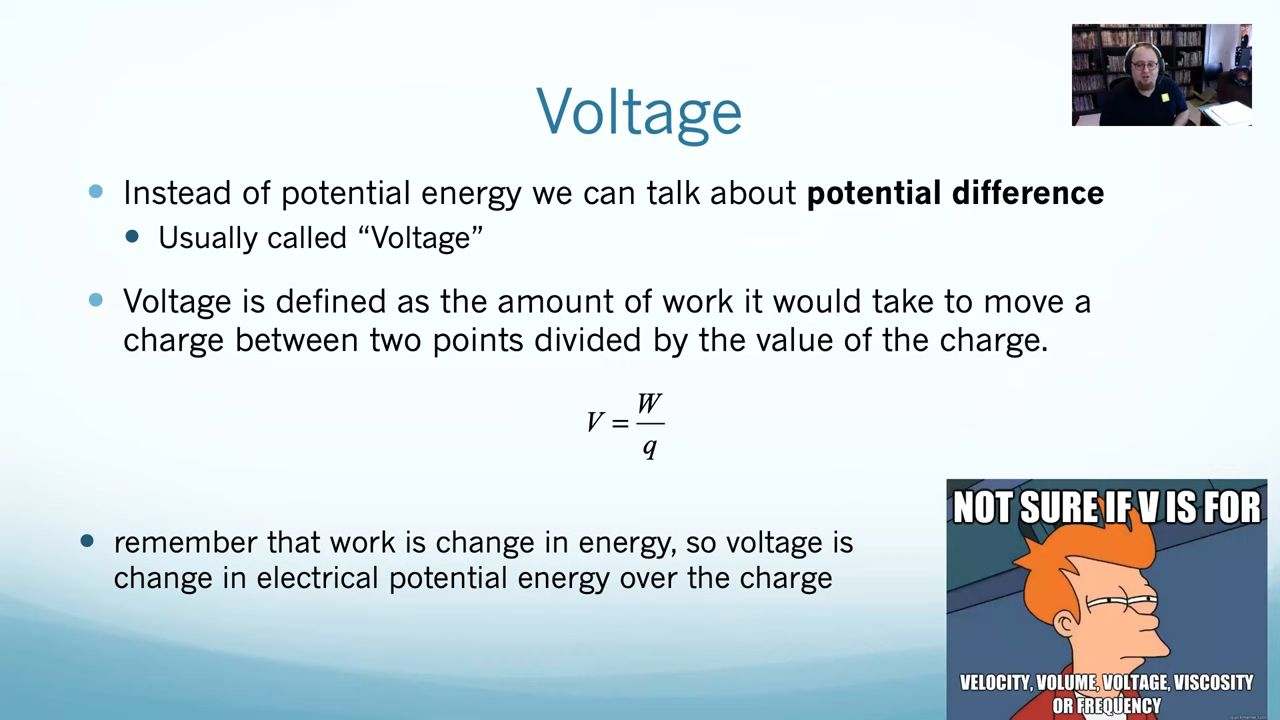 Voltage
Instead of potential energy we can talk about potential difference
Usually called “Voltage”
Voltage is defined as the amount of work it would take to move a
charge between two points divided by the value of the charge.
V = W/q
remember that work is change in energy, so voltage is
change in electrical potential energy over the charge
NOT SURE IF V IS FOR
VELOCITY, VOLUME, VOLTAGE, VISCOSITY
OR FREQUENCY